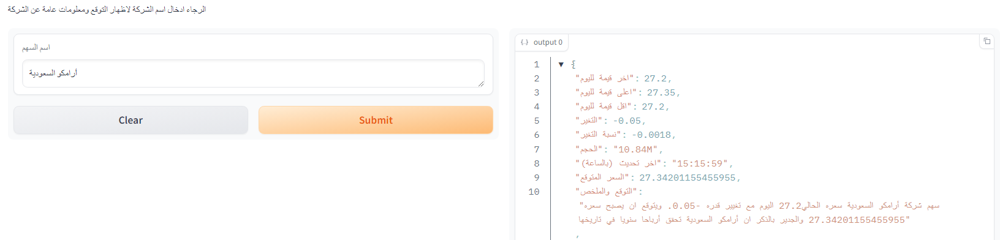 الرجاء ادخال اسم الشركة لاظهار التوقع ومعلومات عامة عن الشركة
اسم السهم
أرامكو السعودية
Clear
Submit
output 0
1 {
2 "اخر قيمة لليوم": 27.2,
3 "اعلى قيمة لليوم": 27.35,
4 "اقل قيمة لليوم": 27.2,
5 "التغير": -0.05,
6 "نسبة التغير": -0.0018,
7 "الحجم": "10.84M",
8 "اخر تحديث (بالساعة)": "15:15:59",
9 "السعر المتوقع": 27.34201155455955,
10 "التوقع والملخص":
"سهم شركة أرامكو السعودية سعره الحالي27.2 اليوم مع تغيير قدره -0.05. ويتوقع ان يصبح سعره
27.34201155455955 والجدير بالذكر ان أرامكو السعودية تحقق أرباحا سنويا في تاريخها"
,